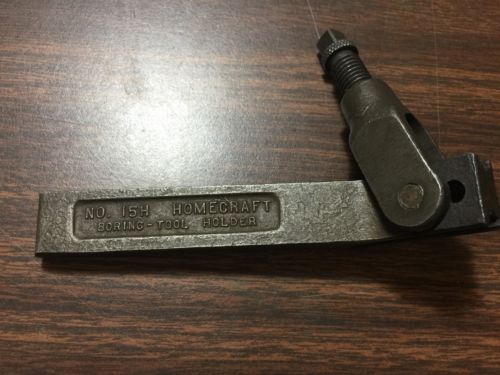 NO. 15H HOMECRAFT
BORING-TOOL HOLDER